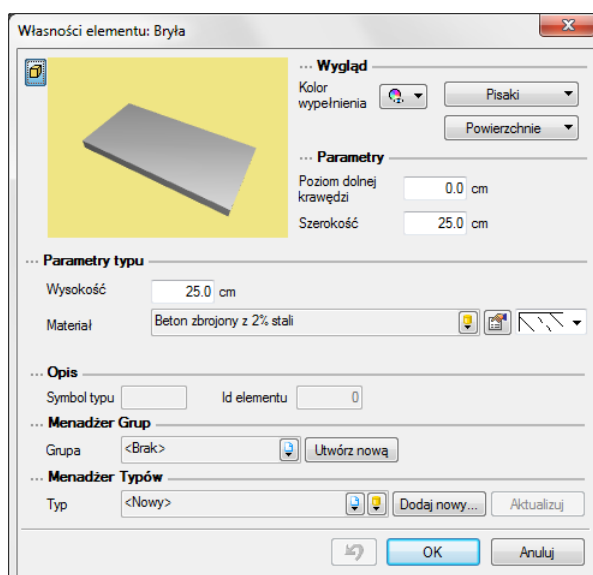 Własności elementu: Bryła
Wygląd
Kolor wypełnienia
Pisaki
Powierzchnie
Parametry
Poziom dolnej krawędzi
0.0 cm
Szerokość
25.0 cm
Parametry typu
Wysokość
25.0 cm
Materiał
Beton zbrojony z 2% stali
Opis
Symbol typu
Id elementu
0
Menadżer Grup
Grupa
<Brak>
Utwórz nową
Menadżer Typów
Typ
<Nowy>
Dodaj nowy...
Aktualizuj
OK
Anuluj